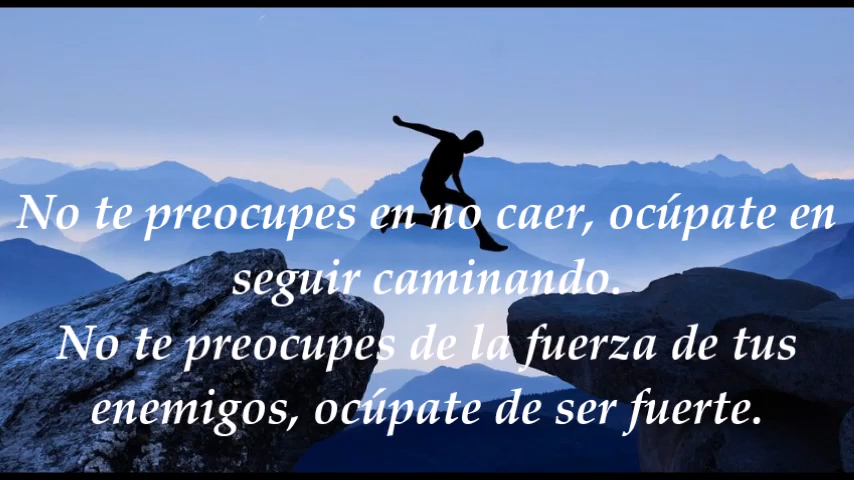 No te preocupes en no caer, ocúpate en
seguir caminando.
No te preocupes de la fuerza de tus
enemigos, ocúpate de ser fuerte.